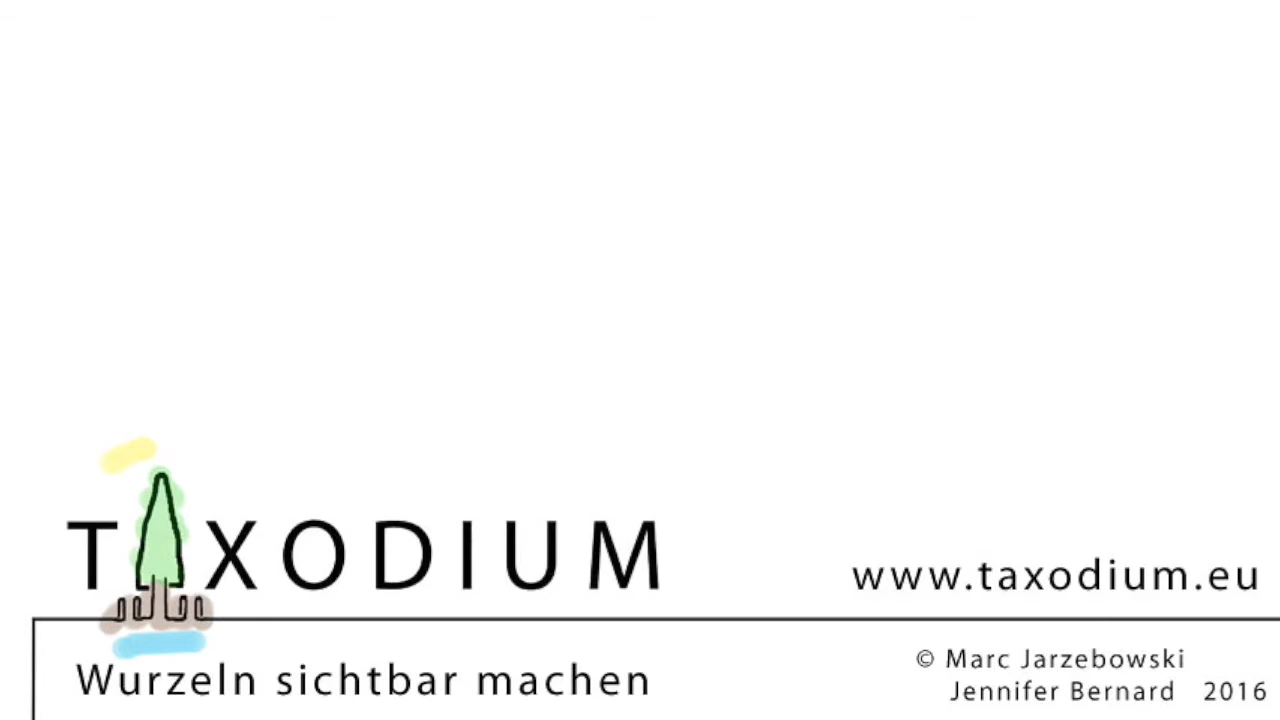 TAXODIUM
www.taxodium.eu
Wurzeln sichtbar machen
© Marc Jarzebowski
Jennifer Bernard 2016